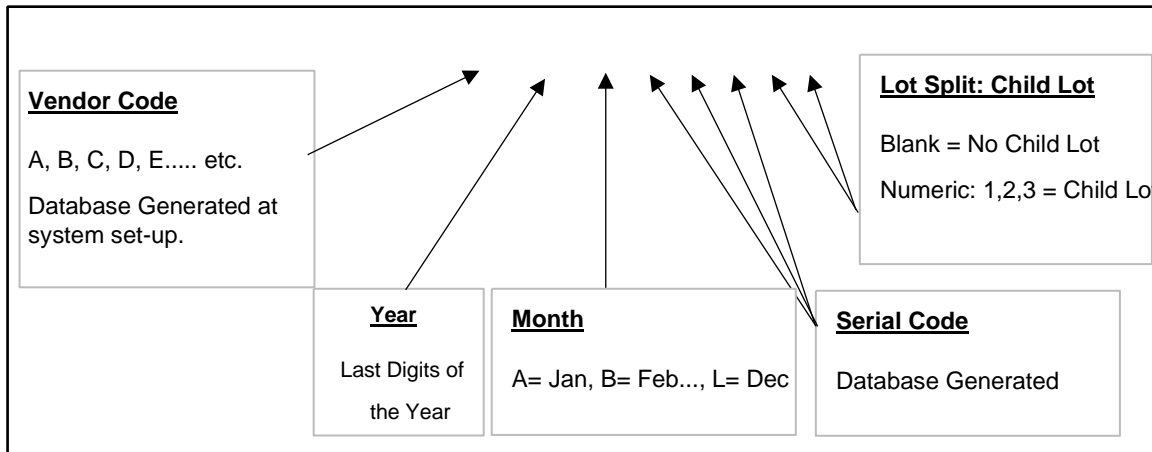 Vendor Code
A, B, C, D, E..... etc.
Database Generated at
system set-up.
Lot Split: Child Lot
Blank = No Child Lot
Numeric: 1,2,3 = Child Lot
Year
Last Digits of
the Year
Month
A= Jan, B= Feb..., L= Dec
Serial Code
Database Generated